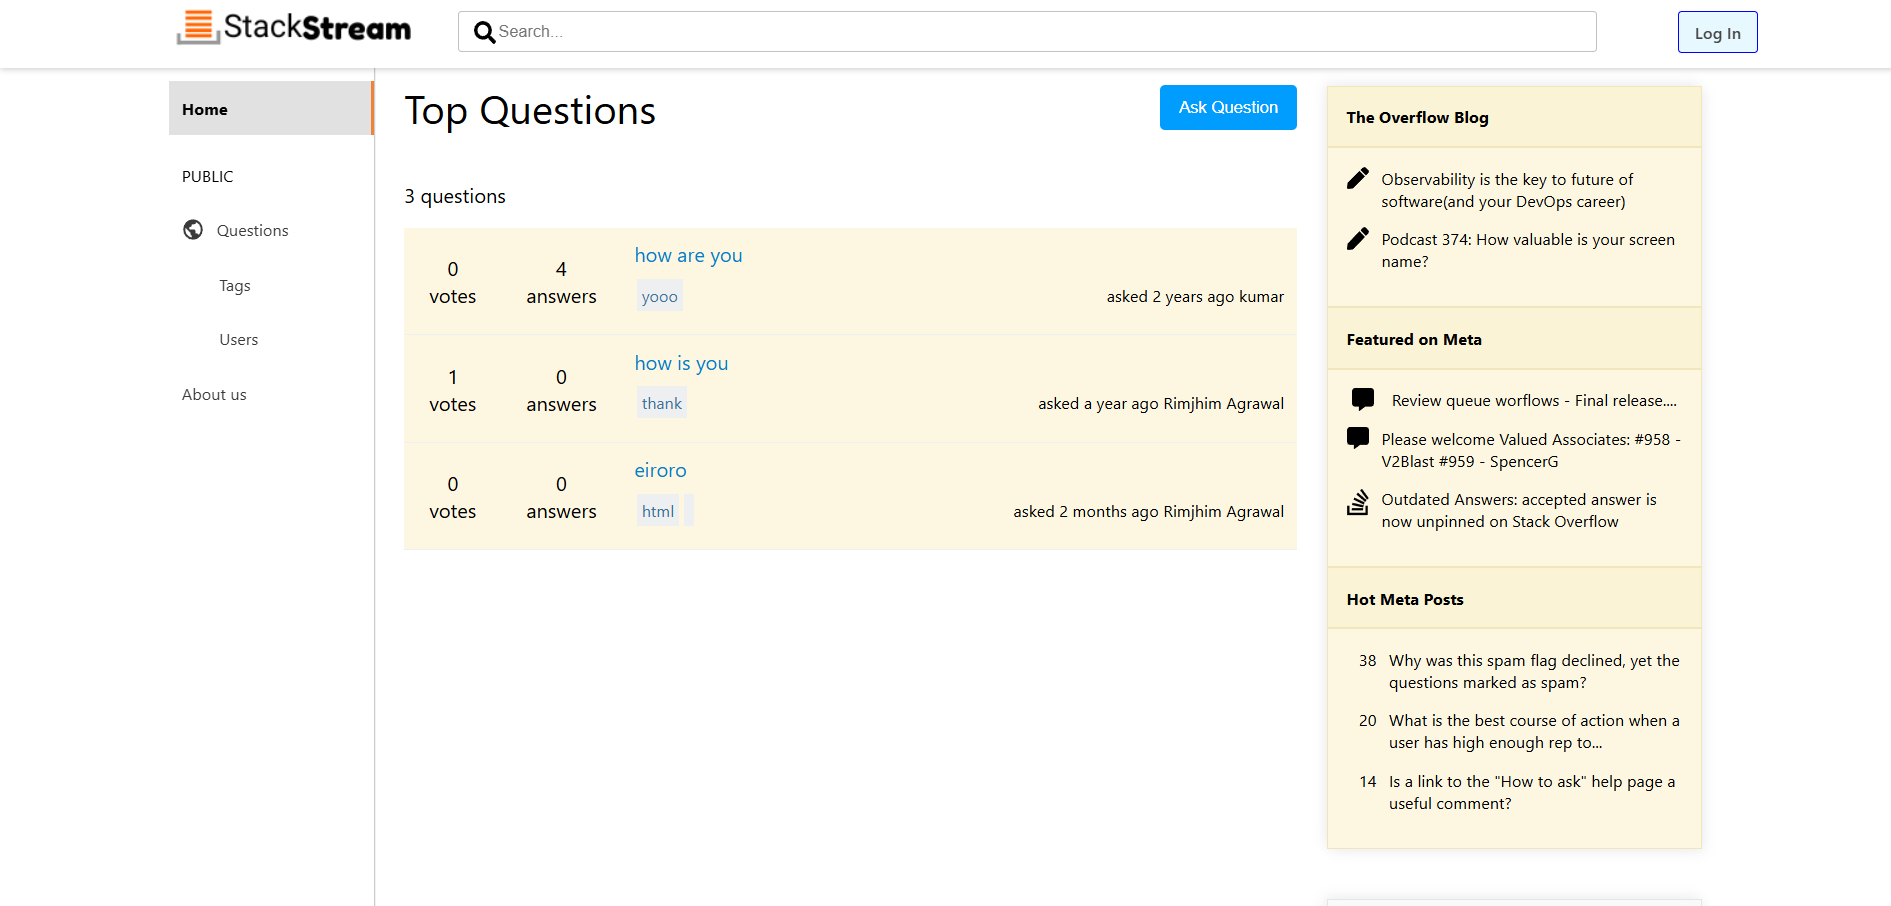 StackStream
Search...
Log In
Home
PUBLIC
Questions
Tags
Users
About us
Top Questions
Ask Question
3 questions
0
votes
4
answers
how are you
yooo
asked 2 years ago kumar
1
votes
0
answers
how is you
thank
asked a year ago Rimjhim Agrawal
0
votes
0
answers
eiroro
html
asked 2 months ago Rimjhim Agrawal
The Overflow Blog
Observability is the key to future of
software(and your DevOps career)
Podcast 374: How valuable is your screen
name?
Featured on Meta
Review queue worflows - Final release....
Please welcome Valued Associates: #958 -
V2Blast #959 - SpencerG
Outdated Answers: accepted answer is
now unpinned on Stack Overflow
Hot Meta Posts
38 Why was this spam flag declined, yet the
questions marked as spam?
20 What is the best course of action when a
user has high enough rep to...
14 Is a link to the "How to ask" help page a
useful comment?